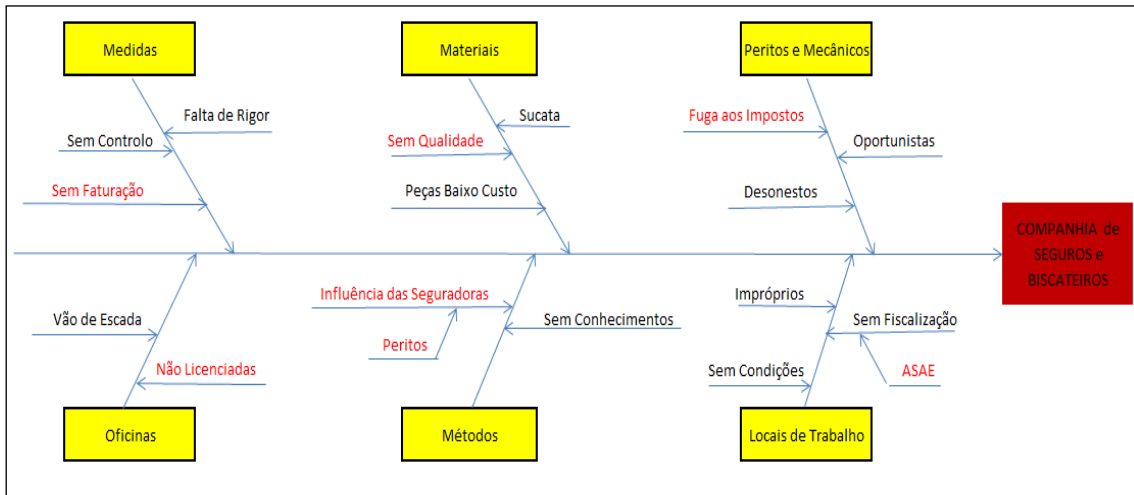 Medidas
Materiais
Peritos e Mecânicos
Falta de Rigor
Sem Controlo
Sem Faturação
Sucata
Sem Qualidade
Peças Baixo Custo
Fuga aos Impostos
Oportunistas
Desonestos
COMPANHIA de
SEGUROS e
BISCATEIROS
Vão de Escada
Não Licenciadas
Influência das Seguradoras
Sem Conhecimentos
Peritos
Impróprios
Sem Fiscalização
Sem Condições
ASAE
Oficinas
Métodos
Locais de Trabalho